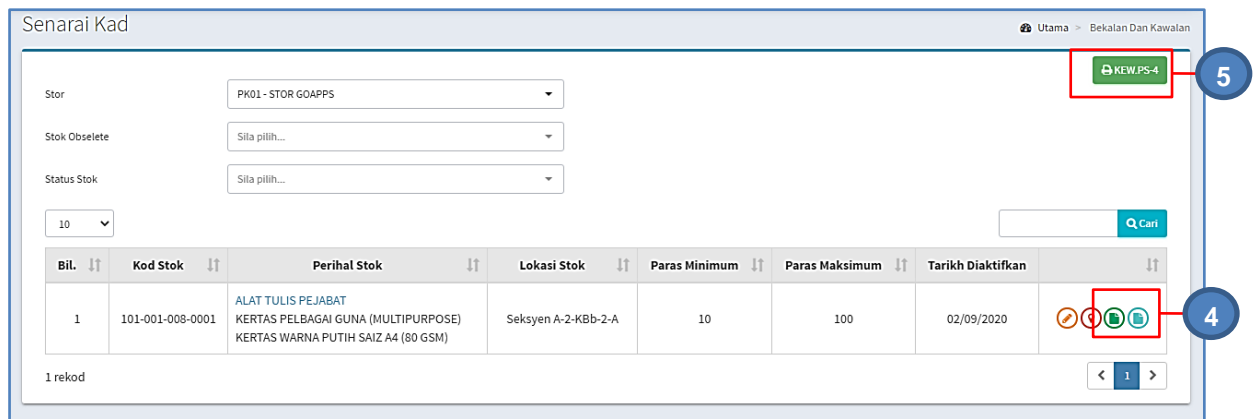 Senarai Kad
Utama > Bekalan Dan Kawalan
KEW.PS-4
5
Stor
PK01 - STOR GOAPPS
Stok Obselete
Sila pilih...
Status Stok
Sila pilih...
10
Cari
Bil. Kod Stok Perihal Stok Lokasi Stok Paras Minimum Paras Maksimum Tarikh Diaktifkan
ALAT TULIS PEJABAT
1 101-001-008-0001 KERTAS PELBAGAI GUNA (MULTIPURPOSE) Seksyen A-2-KBb-2-A 10 100 02/09/2020
KERTAS WARNA PUTIH SAIZ A4 (80 GSM)
4
1 rekod
< 1 >